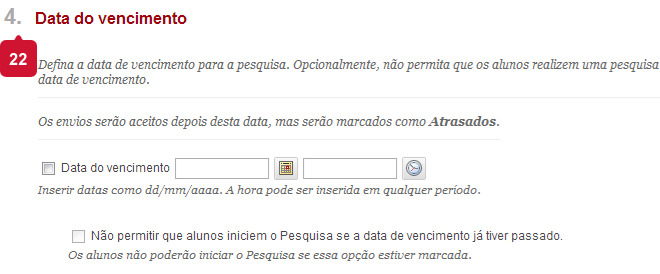 4. Data do vencimento
22
Defina a data de vencimento para a pesquisa. Opcionalmente, não permita que os alunos realizem uma pesquisa
data de vencimento.
Os envios serão aceitos depois desta data, mas serão marcados como Atrasados.
Data do vencimento
Inserir datas como dd/mm/aaaa. A hora pode ser inserida em qualquer período.
Não permitir que alunos iniciem o Pesquisa se a data de vencimento já tiver passado.
Os alunos não poderão iniciar o Pesquisa se essa opção estiver marcada.